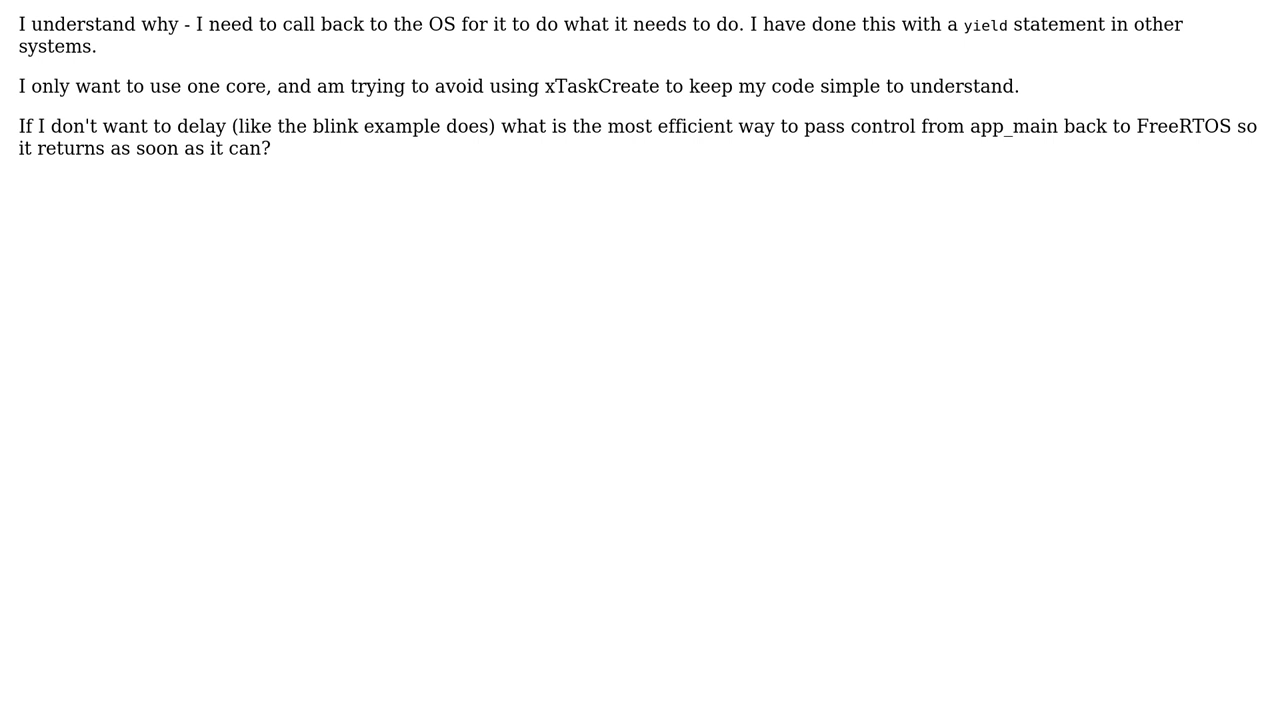 I understand why - I need to call back to the OS for it to do what it needs to do. I have done this with a yield statement in other
systems.
I only want to use one core, and am trying to avoid using xTaskCreate to keep my code simple to understand.
If I don't want to delay (like the blink example does) what is the most efficient way to pass control from app_main back to FreeRTOS so
it returns as soon as it can?